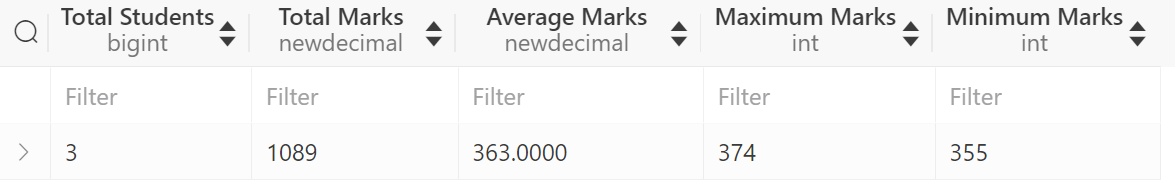 Total Students Total Marks Average Marks Maximum Marks Minimum Marks
bigint newdecimal newdecimal int int
Filter Filter Filter Filter Filter
3 1089 363.0000 374 355